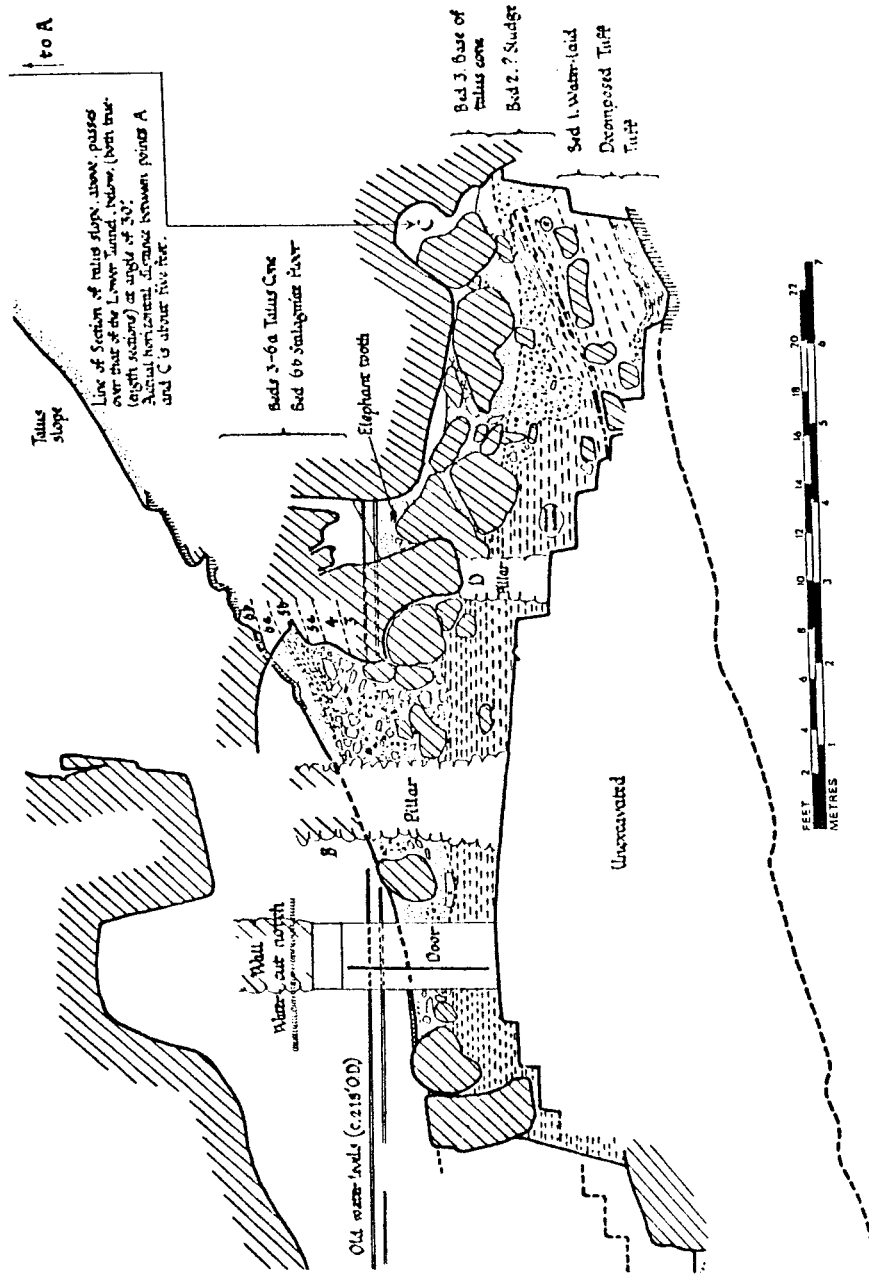 to A
Line of Section of talus slope, above, passes
over that of the Lower Tunnel, below, (both true-
length sections) at angle of 30°.
Actual horizontal distance between points A
and C is about five feet.
Talus
slope
Beds 3-6a Talus Cone
Bed 6b Stalagmite Floor
Elephant tooth
C
Bed 3. Base of
talus cone
Bed 2. ? Sludge
Bed 1. Water-laid
Decomposed Tuff
Tuff
6b
6a
5b
5a
4
3
D
Pillar
B
Pillar
Wall
Water-cut notch
Door
Old water levels (c.215' O.D.)
Unexcavated
FEET 2 4 6 8 10 12 14 16 18 20 22
METRES 1 2 3 4 5 6 7